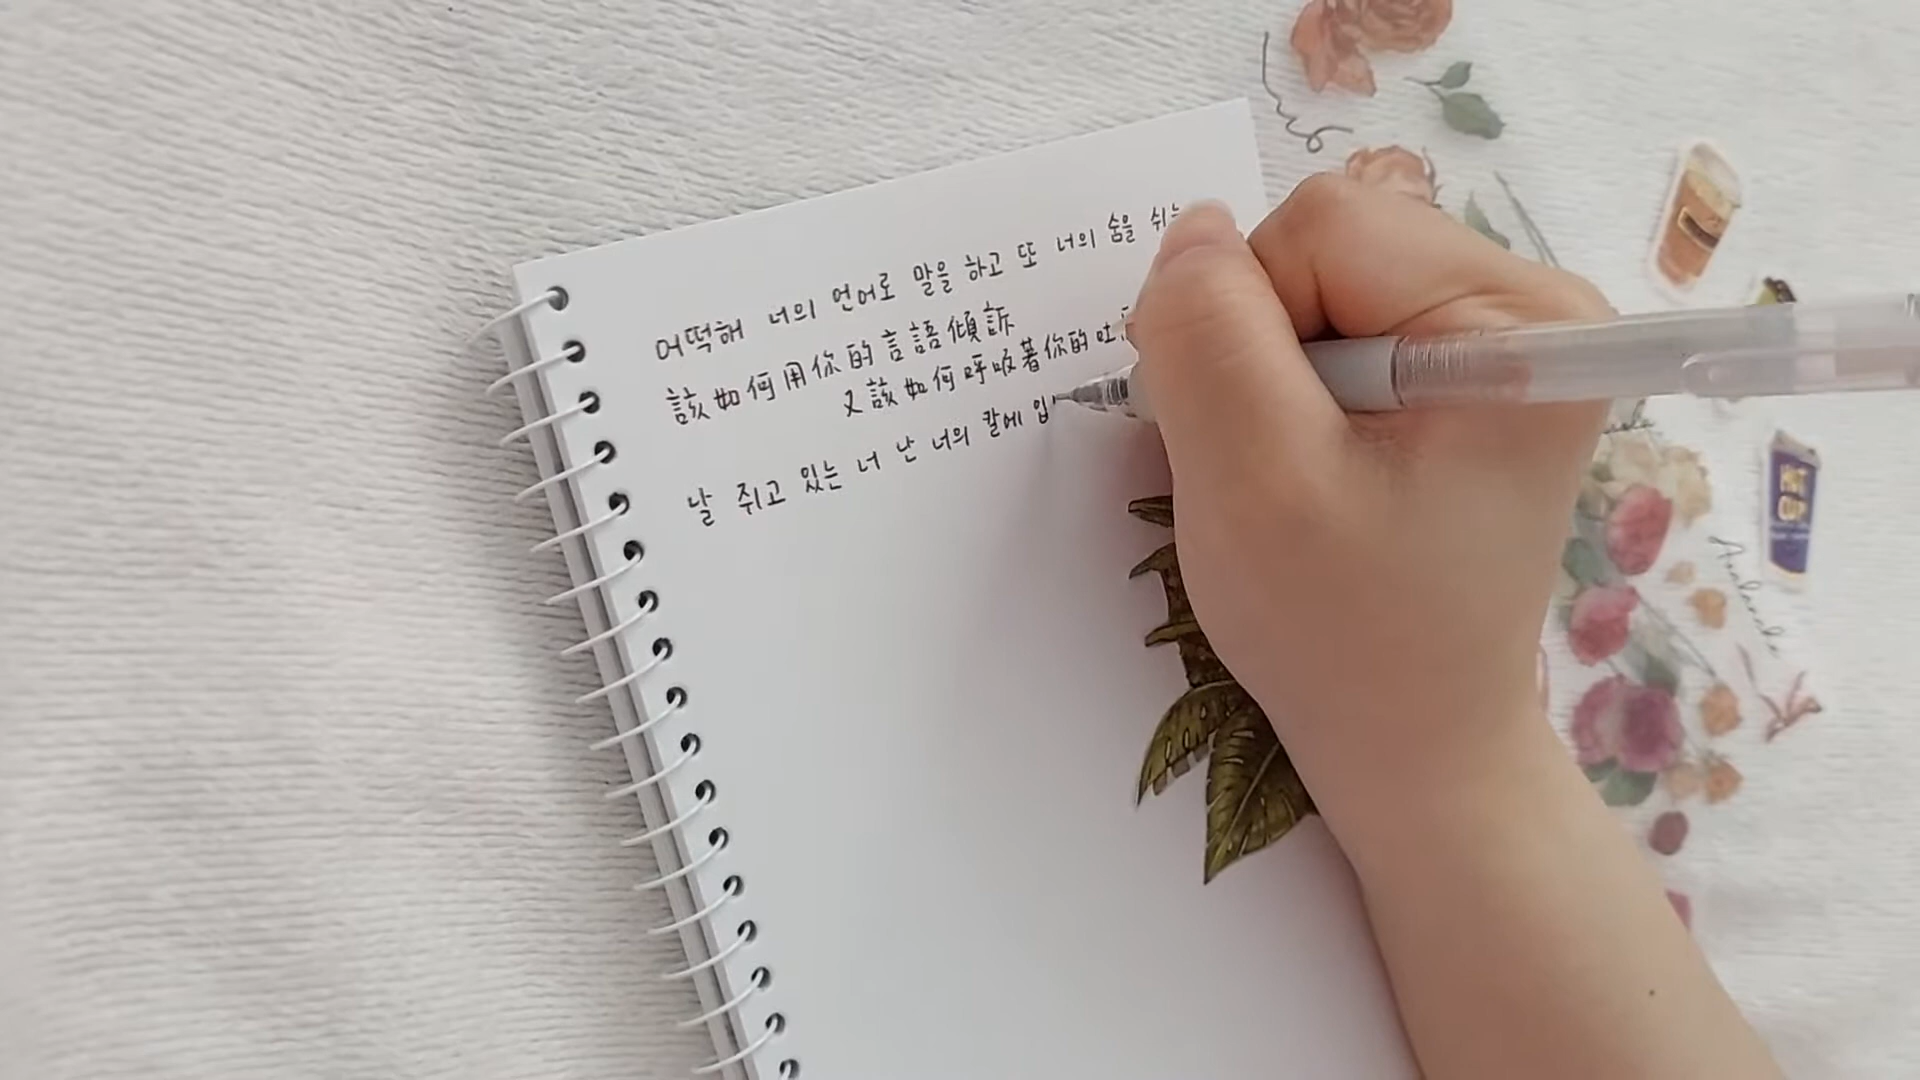 어떡해 너의 언어로 말을 하고 또 너의 숨을
該如何用你的言語傾訴
又該如何呼吸著你的吐
날 쥐고 있는 너 난 너의 칼에 입
HOT